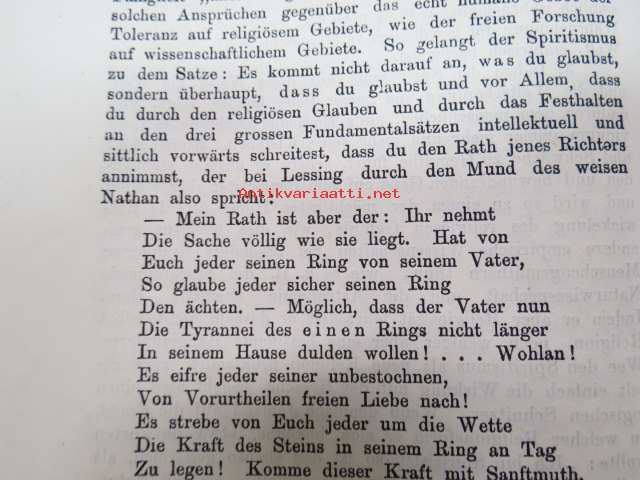 solchen Ansprüchen gegenüber das echt humane
Toleranz auf religiösem Gebiete, wie der freien Forschung
auf wissenschaftlichem Gebiete. So gelangt der Spiritismus
zu dem Satze: Es kommt nicht darauf an, was du glaubst,
sondern überhaupt, dass du glaubst und vor Allem, dass
du durch den religiösen Glauben und durch das Festhalten
an den drei grossen Fundamentalsätzen intellektuell und
sittlich vorwärts schreitest, dass du den Rath jenes Richters
annimmst, der bei Lessing durch den Mund des weisen
Nathan also spricht:
Antikvariaatti.net
— Mein Rath ist aber der: Ihr nehmt
Die Sache völlig wie sie liegt. Hat von
Euch jeder seinen Ring von seinem Vater,
So glaube jeder sicher seinen Ring
Den ächten. — Möglich, dass der Vater nun
Die Tyrannei des einen Rings nicht länger
In seinem Hause dulden wollen! . . . Wohlan!
Es eifre jeder seiner unbestochnen,
Von Vorurtheilen freien Liebe nach!
Es strebe von Euch jeder um die Wette
Die Kraft des Steins in seinem Ring an Tag
Zu legen! Komme dieser Kraft mit Sanftmuth,